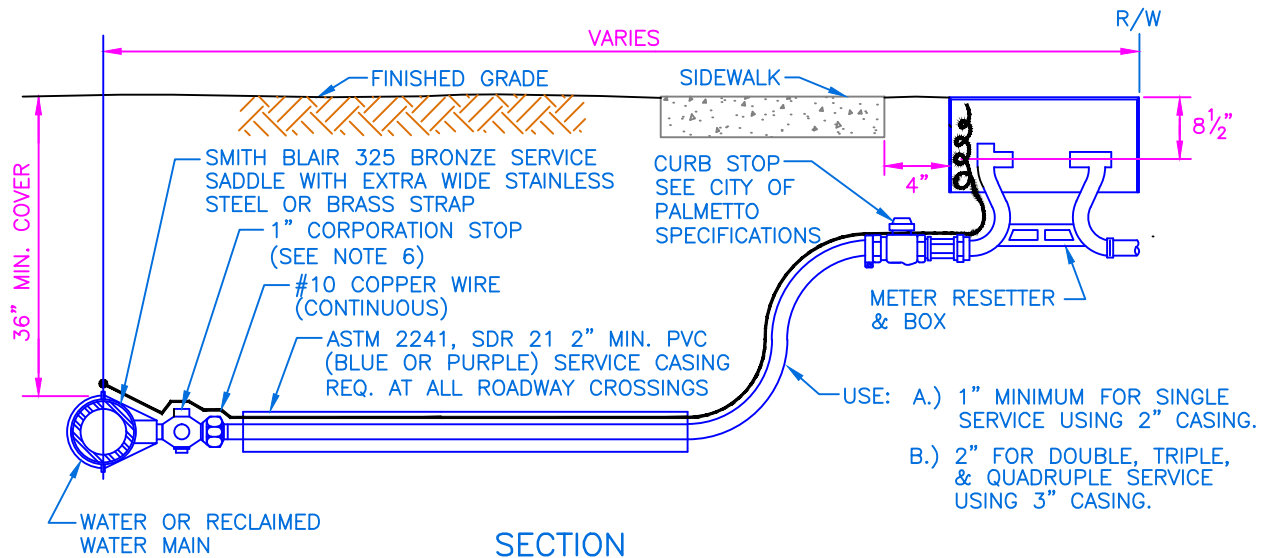 R/W
VARIES
FINISHED GRADE
SIDEWALK
8½”
36” MIN. COVER
SMITH BLAIR 325 BRONZE SERVICE
SADDLE WITH EXTRA WIDE STAINLESS
STEEL OR BRASS STRAP
CURB STOP
SEE CITY OF
PALMETTO
SPECIFICATIONS
4”
1” CORPORATION STOP
(SEE NOTE 6)
#10 COPPER WIRE
(CONTINUOUS)
METER RESETTER
& BOX
ASTM 2241, SDR 21 2” MIN. PVC
(BLUE OR PURPLE) SERVICE CASING
REQ. AT ALL ROADWAY CROSSINGS
USE: A.) 1” MINIMUM FOR SINGLE
SERVICE USING 2” CASING.
B.) 2” FOR DOUBLE, TRIPLE,
& QUADRUPLE SERVICE
USING 3” CASING.
WATER OR RECLAIMED
WATER MAIN
SECTION